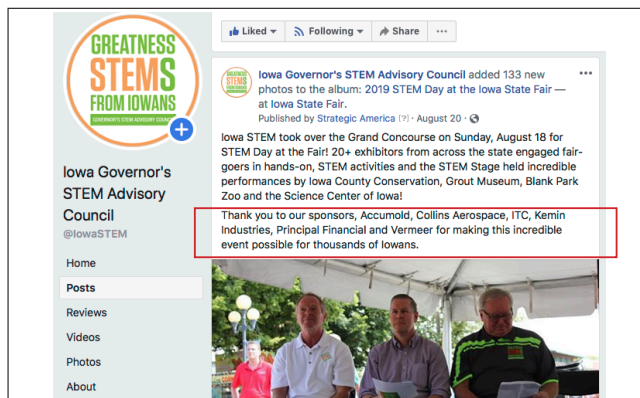 GREATNESS
STEMS
FROM IOWANS
GOVERNOR'S STEM ADVISORY COUNCIL
Iowa Governor's
STEM Advisory
Council
@IowaSTEM
Home
Posts
Reviews
Videos
Photos
About
Liked Following Share
Iowa Governor's STEM Advisory Council added 133 new
photos to the album: 2019 STEM Day at the Iowa State Fair —
at Iowa State Fair.
Published by Strategic America [?] · August 20 ·
Iowa STEM took over the Grand Concourse on Sunday, August 18 for
STEM Day at the Fair! 20+ exhibitors from across the state engaged fair-
goers in hands-on, STEM activities and the STEM Stage held incredible
performances by Iowa County Conservation, Grout Museum, Blank Park
Zoo and the Science Center of Iowa!
Thank you to our sponsors, Accumold, Collins Aerospace, ITC, Kemin
Industries, Principal Financial and Vermeer for making this incredible
event possible for thousands of Iowans.